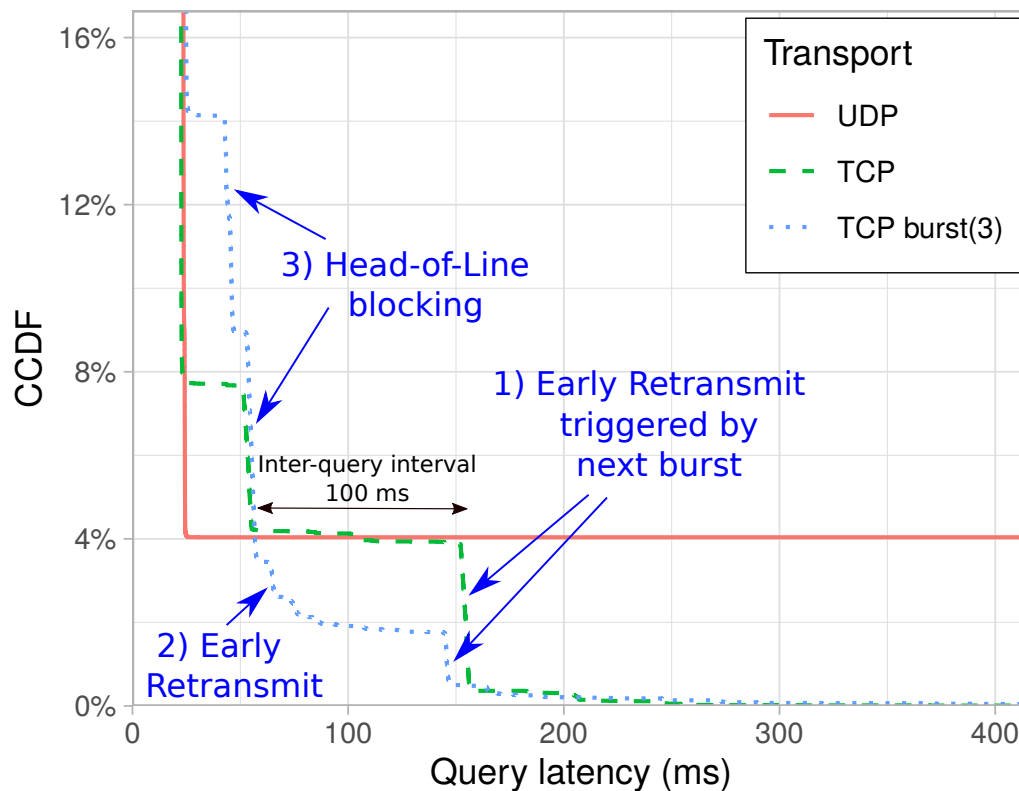 16%
12%
8%
4%
0%
0
100
200
300
400
CCDF
Query latency (ms)
Transport
UDP
TCP
TCP burst(3)
3) Head-of-Line
blocking
1) Early Retransmit
triggered by
next burst
Inter-query interval
100 ms
2) Early
Retransmit